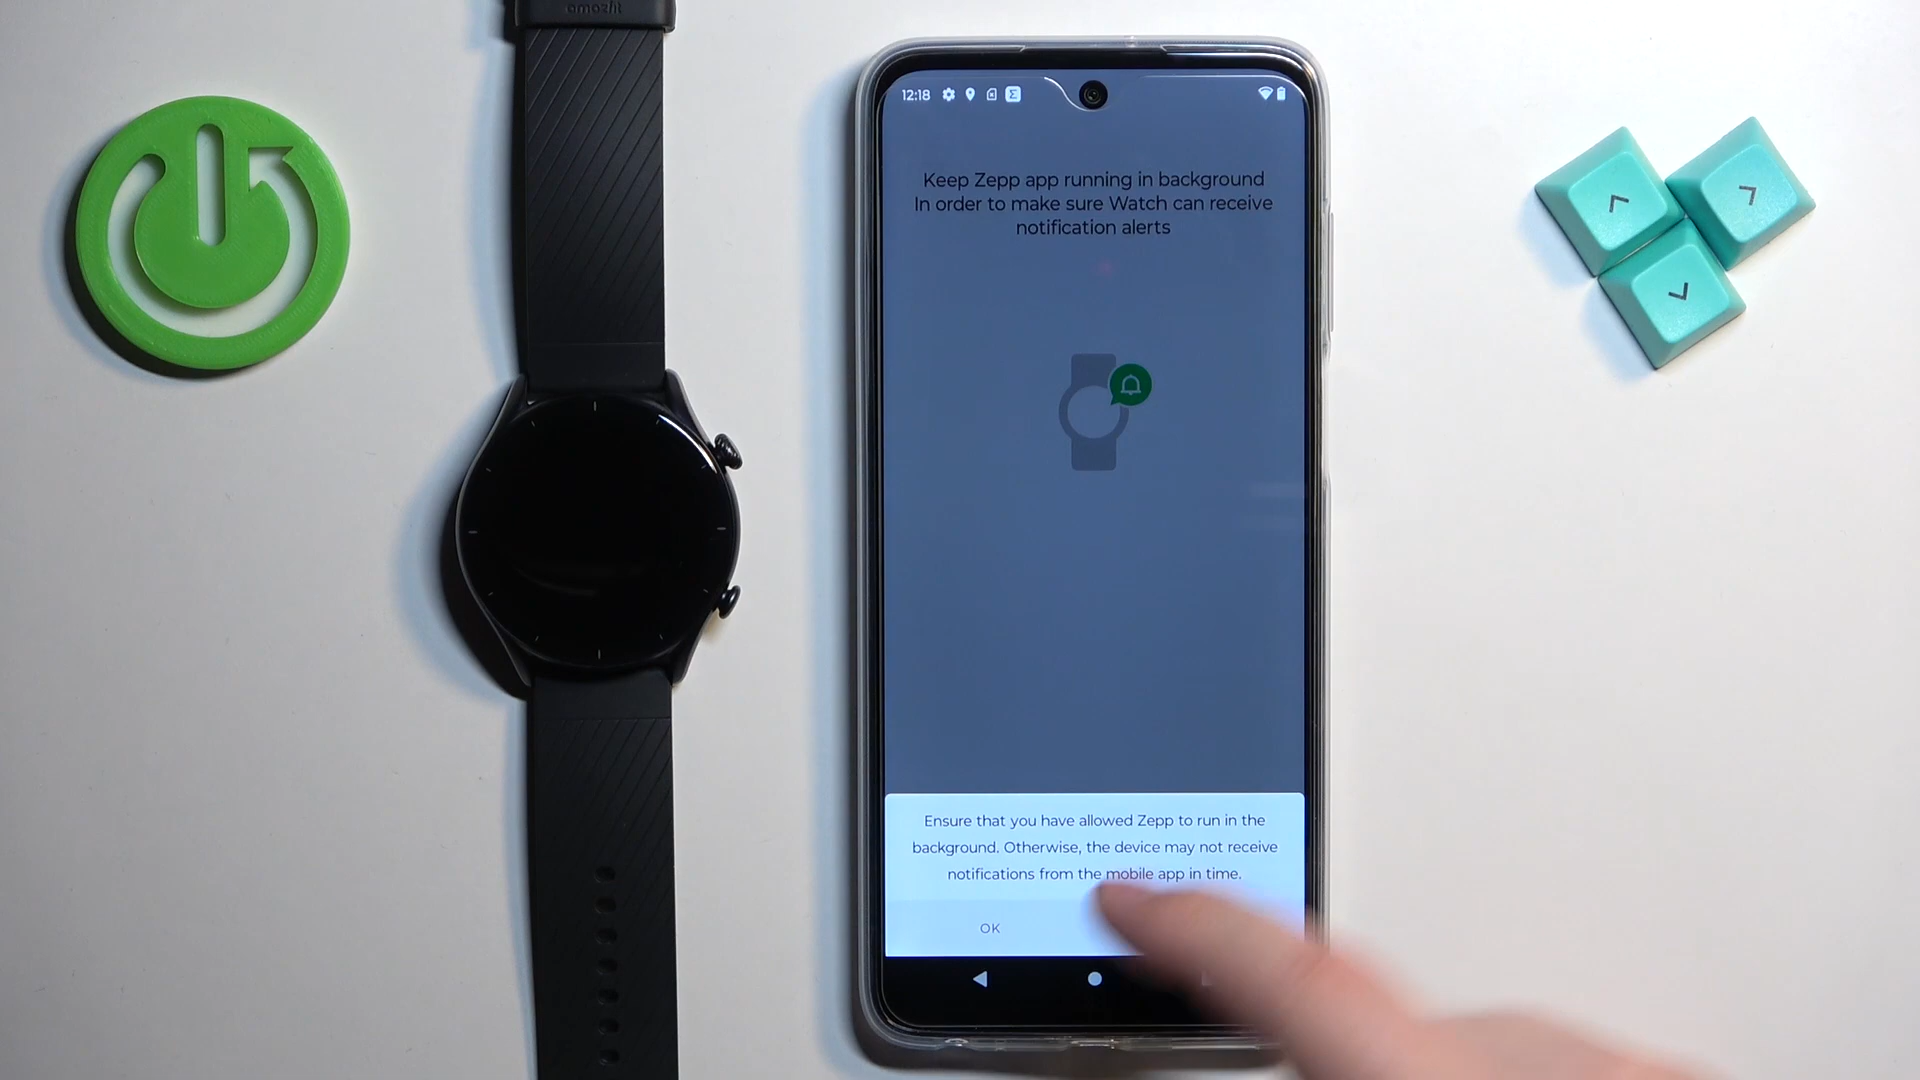 amazfit
12:18
Keep Zepp app running in background
In order to make sure Watch can receive
notification alerts
Ensure that you have allowed Zepp to run in the
background. Otherwise, the device may not receive
notifications from the mobile app in time.
OK